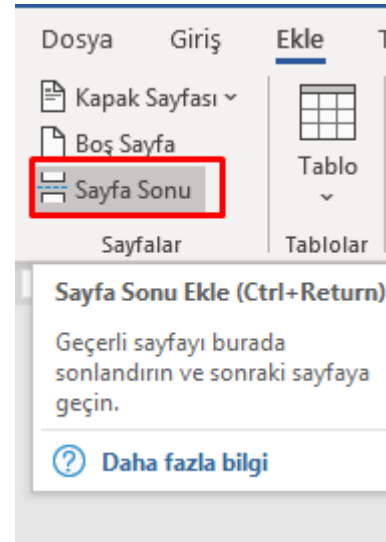 Dosya Giriş Ekle
Kapak Sayfası
Boş Sayfa
Sayfa Sonu
Tablo
Sayfalar
Tablolar
Sayfa Sonu Ekle (Ctrl+Return)
Geçerli sayfayı burada
sonlandırın ve sonraki sayfaya
geçin.
Daha fazla bilgi